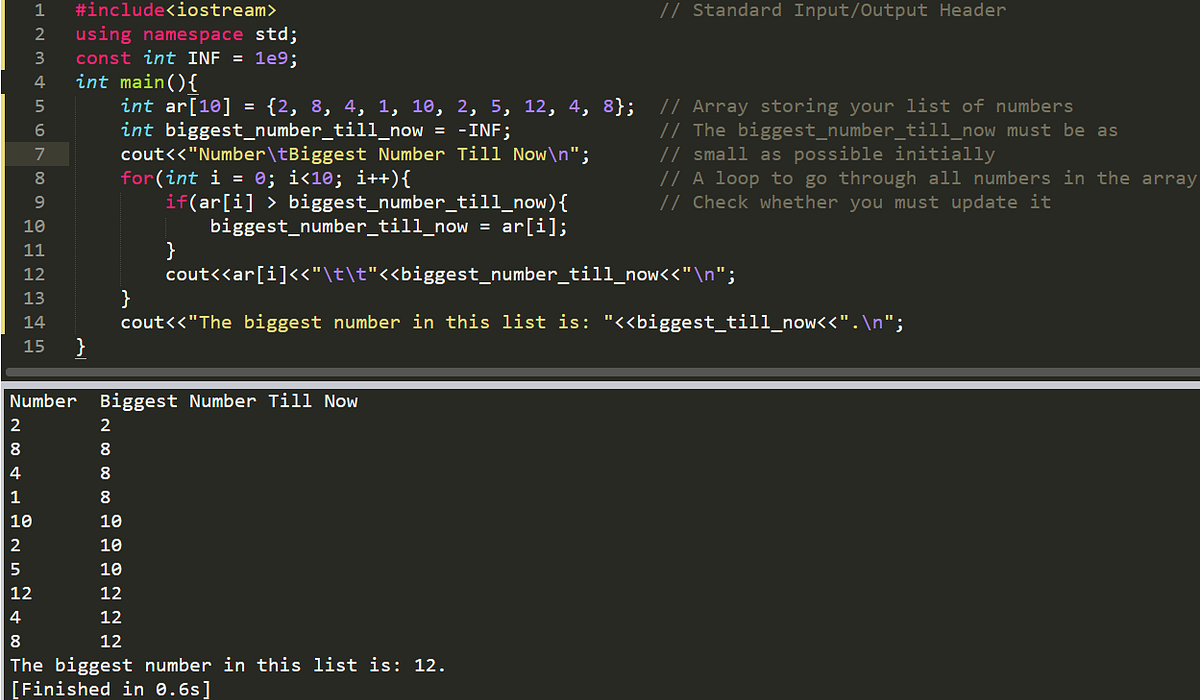 1 #include<iostream> // Standard Input/Output Header
2 using namespace std;
3 const int INF = 1e9;
4 int main(){
5 int ar[10] = {2, 8, 4, 1, 10, 2, 5, 12, 4, 8}; // Array storing your list of numbers
6 int biggest_number_till_now = -INF; // The biggest_number_till_now must be as
7 cout<<"Number\tBiggest Number Till Now\n"; // small as possible initially
8 for(int i = 0; i<10; i++){ // A loop to go through all numbers in the array
9 if(ar[i] > biggest_number_till_now){ // Check whether you must update it
10 biggest_number_till_now = ar[i];
11 }
12 cout<<ar[i]<<"\t\t"<<biggest_number_till_now<<"\n";
13 }
14 cout<<"The biggest number in this list is: "<<biggest_till_now<<".\n";
15 }
Number Biggest Number Till Now
2 2
8 8
4 8
1 8
10 10
2 10
5 10
12 12
4 12
8 12
The biggest number in this list is: 12.
[Finished in 0.6s]